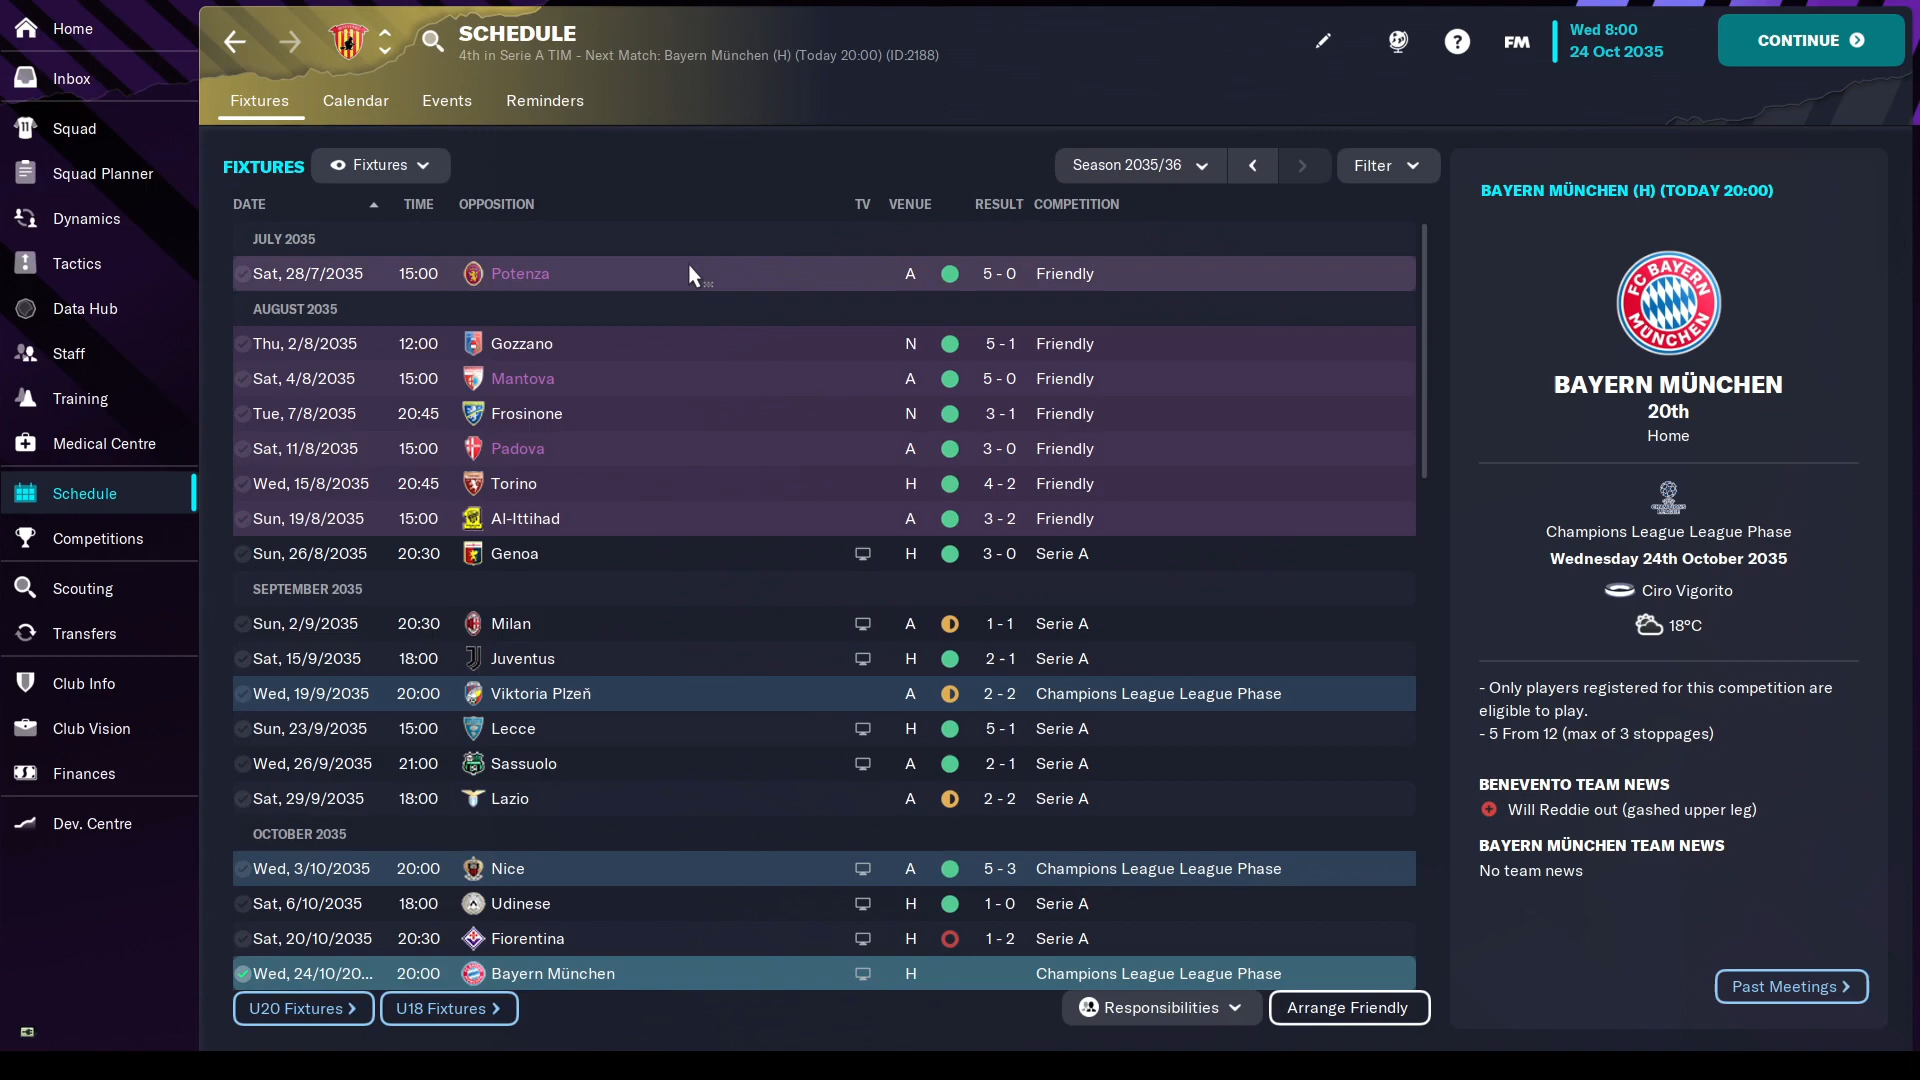 Home
Inbox
Squad
Squad Planner
Dynamics
Tactics
Data Hub
Staff
Training
Medical Centre
Schedule
Competitions
Scouting
Transfers
Club Info
Club Vision
Finances
Dev. Centre
SCHEDULE
4th in Serie A TIM - Next Match: Bayern München (H) (Today 20:00) (ID:2188)
FM
Wed 8:00
24 Oct 2035
CONTINUE
Fixtures Calendar Events Reminders
FIXTURES Fixtures Season 2035/36 Filter
DATE TIME OPPOSITION TV VENUE RESULT COMPETITION
JULY 2035
Sat, 28/7/2035 15:00 Potenza A 5 - 0 Friendly
AUGUST 2035
Thu, 2/8/2035 12:00 Gozzano N 5 - 1 Friendly
Sat, 4/8/2035 15:00 Mantova A 5 - 0 Friendly
Tue, 7/8/2035 20:45 Frosinone N 3 - 1 Friendly
Sat, 11/8/2035 15:00 Padova A 3 - 0 Friendly
Wed, 15/8/2035 20:45 Torino H 4 - 2 Friendly
Sun, 19/8/2035 15:00 Al-Ittihad A 3 - 2 Friendly
Sun, 26/8/2035 20:30 Genoa H 3 - 0 Serie A
SEPTEMBER 2035
Sun, 2/9/2035 20:30 Milan A 1 - 1 Serie A
Sat, 15/9/2035 18:00 Juventus H 2 - 1 Serie A
Wed, 19/9/2035 20:00 Viktoria Plzeň A 2 - 2 Champions League League Phase
Sun, 23/9/2035 15:00 Lecce H 5 - 1 Serie A
Wed, 26/9/2035 21:00 Sassuolo A 2 - 1 Serie A
Sat, 29/9/2035 18:00 Lazio A 2 - 2 Serie A
OCTOBER 2035
Wed, 3/10/2035 20:00 Nice A 5 - 3 Champions League League Phase
Sat, 6/10/2035 18:00 Udinese H 1 - 0 Serie A
Sat, 20/10/2035 20:30 Fiorentina H 1 - 2 Serie A
Wed, 24/10/20... 20:00 Bayern München H Champions League League Phase
U20 Fixtures U18 Fixtures Responsibilities Arrange Friendly
BAYERN MÜNCHEN (H) (TODAY 20:00)
FC BAYERN
MÜNCHEN
BAYERN MÜNCHEN
20th
Home
CHAMPIONS
LEAGUE
Champions League League Phase
Wednesday 24th October 2035
Ciro Vigorito
18°C
- Only players registered for this competition are
eligible to play.
- 5 From 12 (max of 3 stoppages)
BENEVENTO TEAM NEWS
Will Reddie out (gashed upper leg)
BAYERN MÜNCHEN TEAM NEWS
No team news
Past Meetings